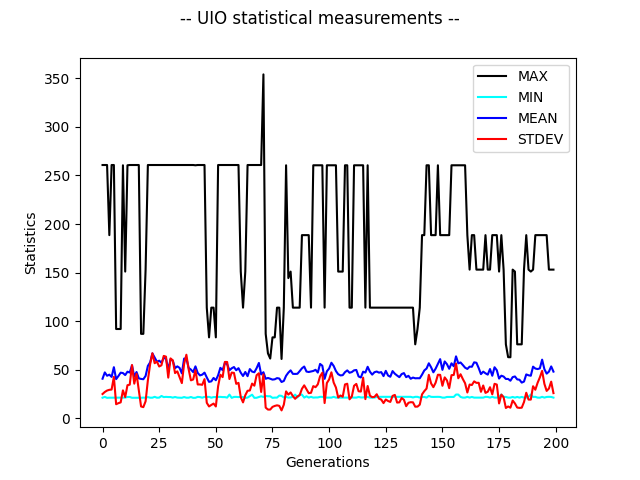 -- UIO statistical measurements --
MAX
MIN
MEAN
STDEV
Statistics
350
300
250
200
150
100
50
0
0 25 50 75 100 125 150 175 200
Generations